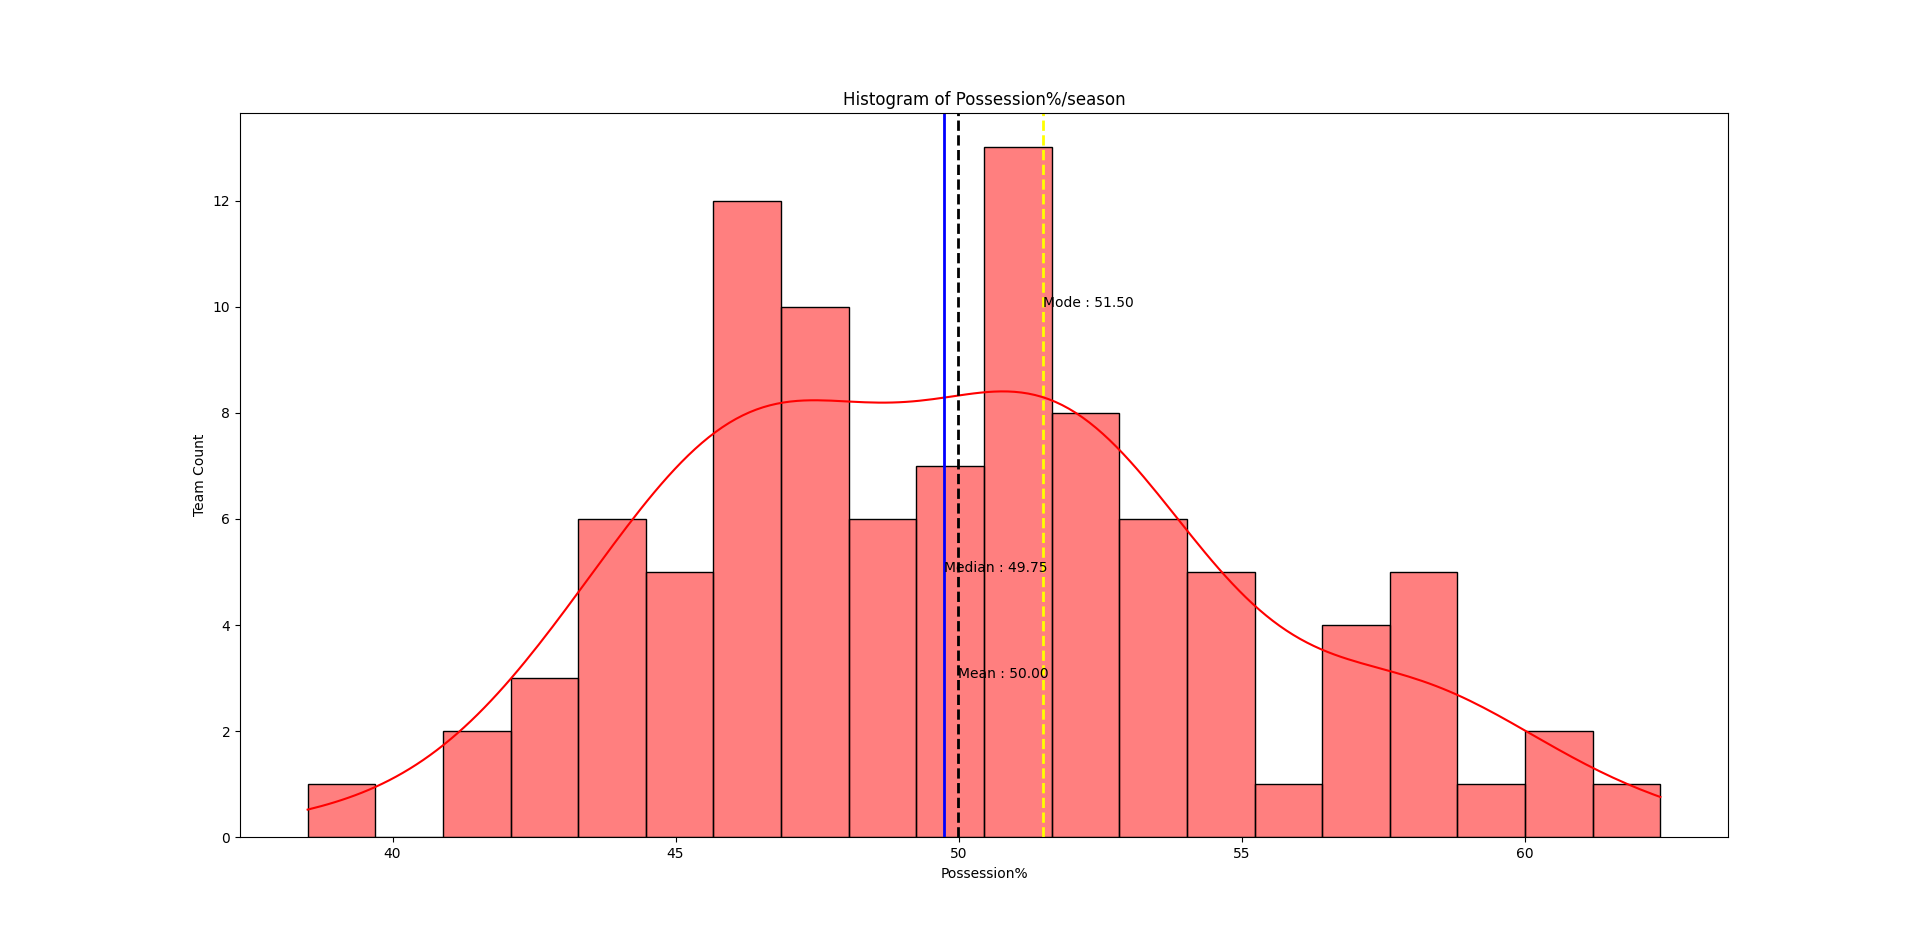 Histogram of Possession%/season
12
10
8
6
4
2
0
Team Count
Mode : 51.50
Median : 49.75
Mean : 50.00
40 45 50 55 60
Possession%